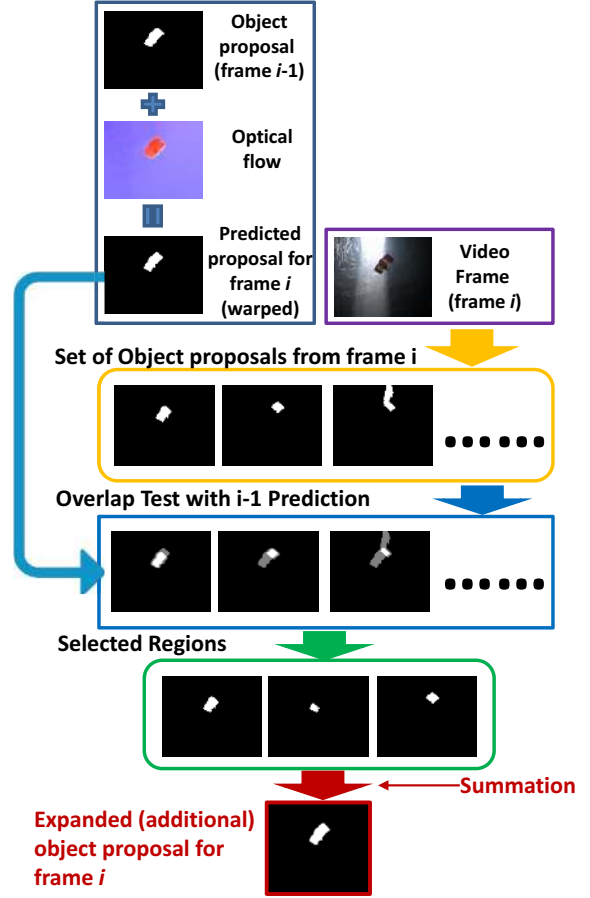 Object
proposal
(frame i-1)
Optical
flow
Predicted
proposal for
frame i
(warped)
Video
Frame
(frame i)
Set of Object proposals from frame i
Overlap Test with i-1 Prediction
Selected Regions
Summation
Expanded (additional)
object proposal for
frame i